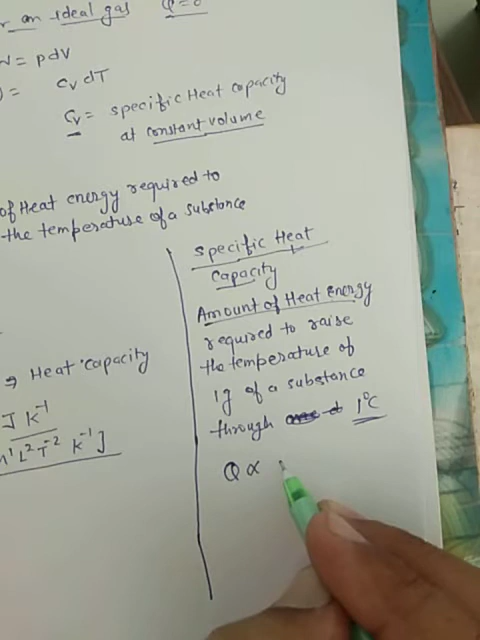 an ideal gas Q=0
= pdV
= CvdT
Cv = specific Heat capacity
at constant volume
of Heat energy required to
the temperature of a substance
⇒ Heat capacity
J K⁻¹
L² T⁻² K⁻¹]
specific Heat
capacity
Amount of Heat energy
required to raise
the temperature of
1g of a substance
through 1°C
Q ∝